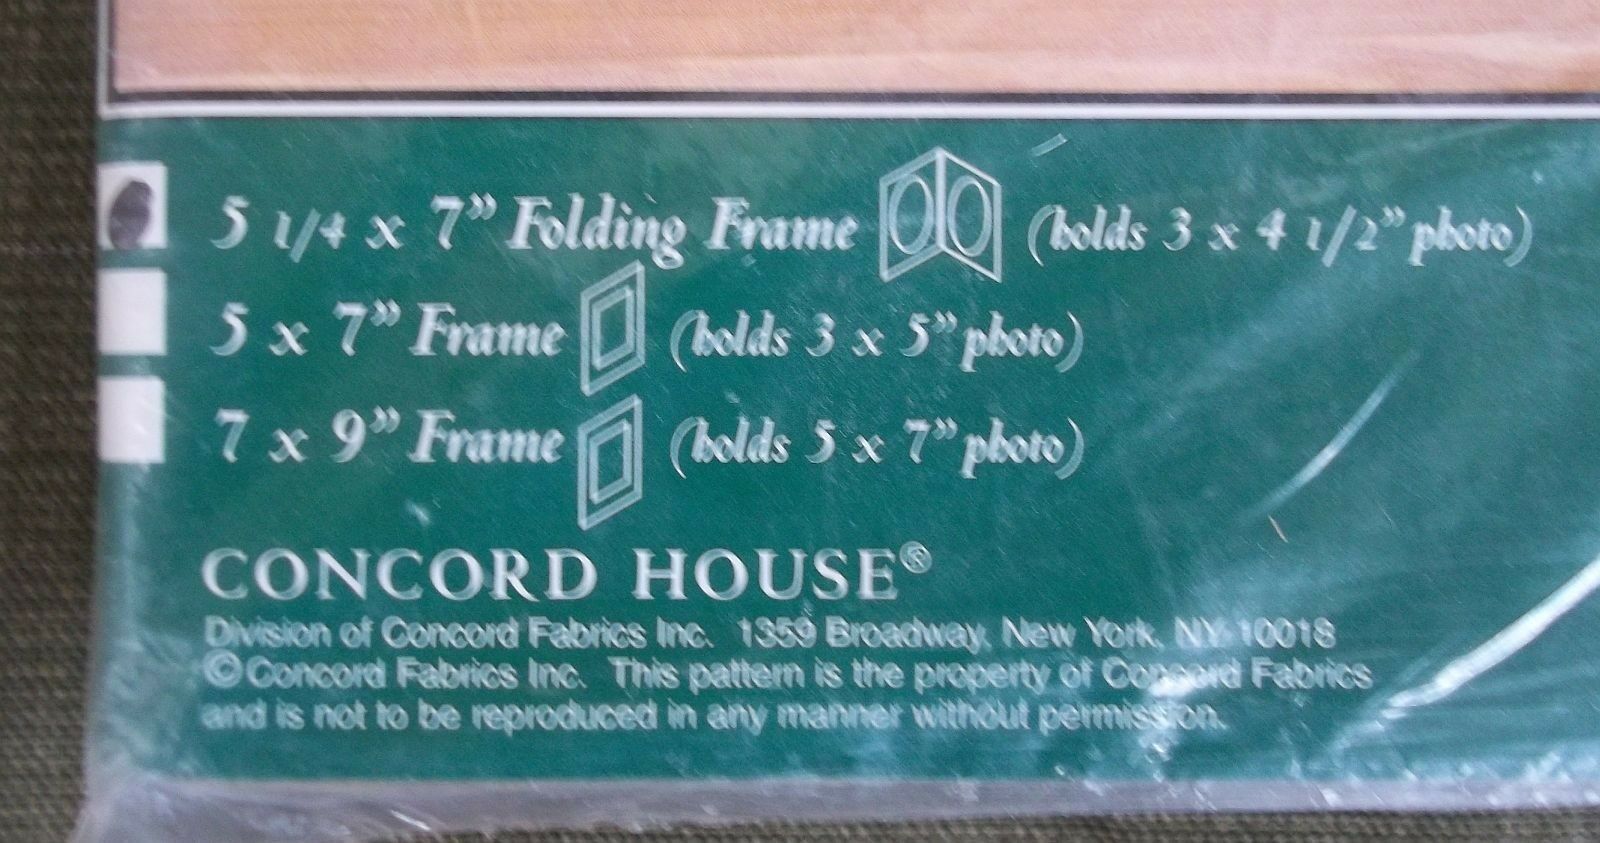 5 1/4 x 7” Folding Frame (holds 3 x 4 1/2” photo)
5 x 7” Frame (holds 3 x 5” photo)
7 x 9” Frame (holds 5 x 7” photo)
CONCORD HOUSE®
Division of Concord Fabrics Inc. 1359 Broadway, New York, NY 10018
©Concord Fabrics Inc. This pattern is the property of Concord Fabrics
and is not to be reproduced in any manner without permission.